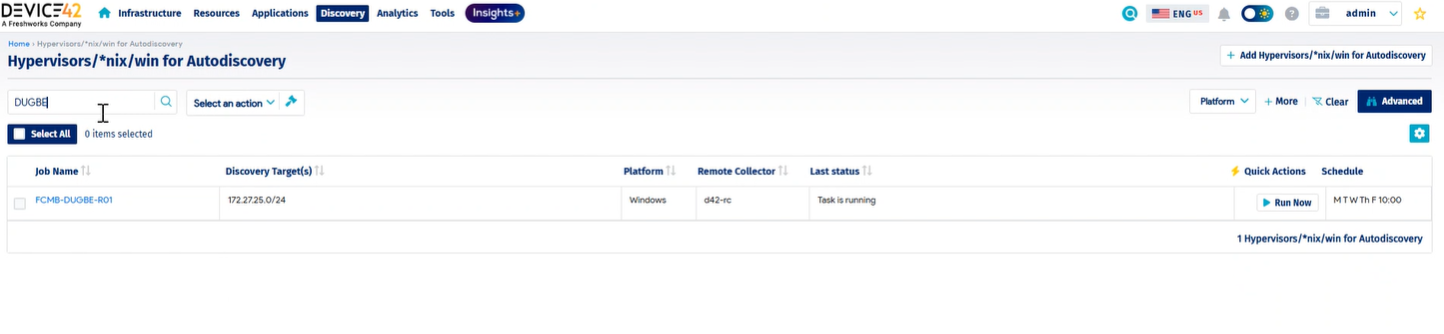 DEVICE42
A Freshworks Company
Infrastructure Resources Applications Discovery Analytics Tools Insights+ ENG US ? admin
Home › Hypervisors/*nix/win for Autodiscovery
Hypervisors/*nix/win for Autodiscovery
+ Add Hypervisors/*nix/win for Autodiscovery
DUGBE Select an action Platform + More Clear Advanced
Select All 0 items selected
Job Name Discovery Target(s) Platform Remote Collector Last status Quick Actions Schedule
FCMB-DUGBE-R01 172.27.25.0/24 Windows d42-rc Task is running Run Now M T W Th F 10:00
1 Hypervisors/*nix/win for Autodiscovery